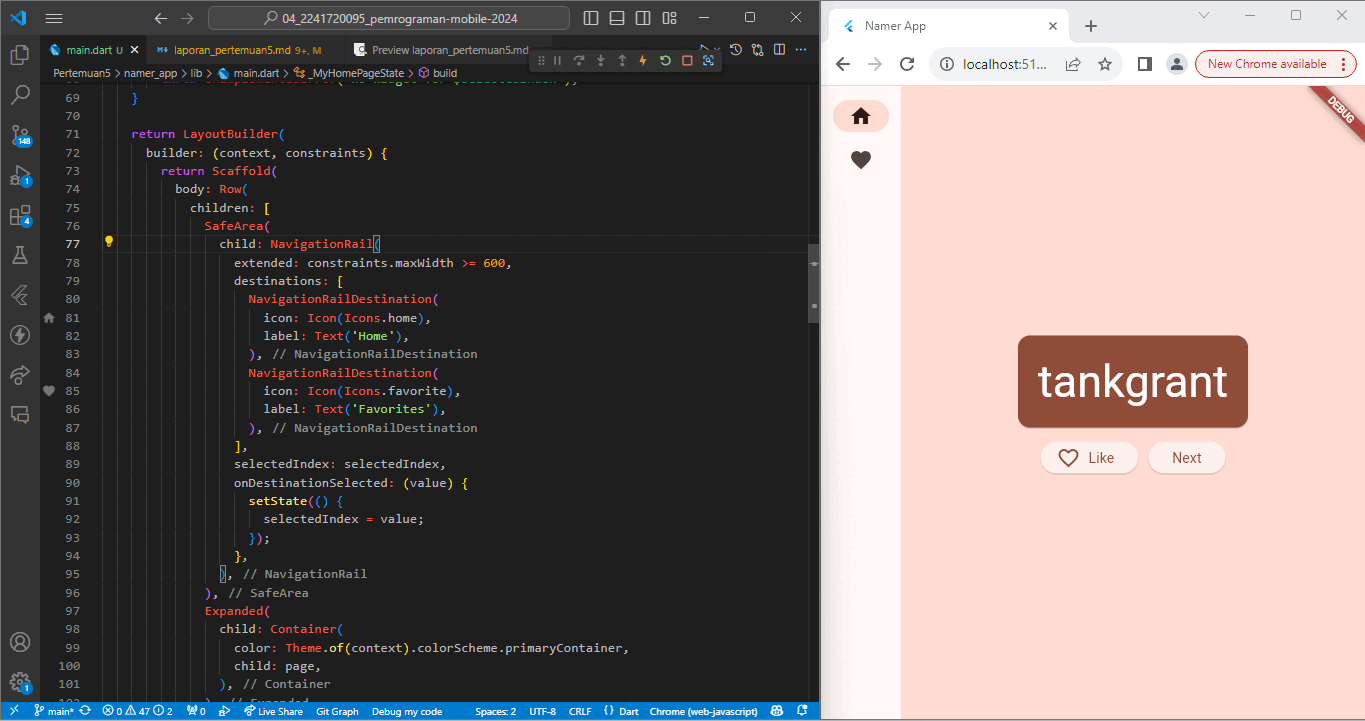 04_2241720095_pemrograman-mobile-2024
main.dart U
laporan_pertemuan5.md 9+, M
Preview laporan_pertemuan5.md
Pertemuan5 > namer_app > lib > main.dart > _MyHomePageState > build
69 }
70
71 return LayoutBuilder(
72 builder: (context, constraints) {
73 return Scaffold(
74 body: Row(
75 children: [
76 SafeArea(
77 child: NavigationRail(
78 extended: constraints.maxWidth >= 600,
79 destinations: [
80 NavigationRailDestination(
81 icon: Icon(Icons.home),
82 label: Text('Home'),
83 ), // NavigationRailDestination
84 NavigationRailDestination(
85 icon: Icon(Icons.favorite),
86 label: Text('Favorites'),
87 ), // NavigationRailDestination
88 ],
89 selectedIndex: selectedIndex,
90 onDestinationSelected: (value) {
91 setState(() {
92 selectedIndex = value;
93 });
94 },
95 ), // NavigationRail
96 ), // SafeArea
97 Expanded(
98 child: Container(
99 color: Theme.of(context).colorScheme.primaryContainer,
100 child: page,
101 ), // Container
148
1
4
1
main* 0 47 2 0 Live Share Git Graph Debug my code Spaces: 2 UTF-8 CRLF {} Dart Chrome (web-javascript)
Namer App
localhost:51...
New Chrome available
DEBUG
tankgrant
Like
Next